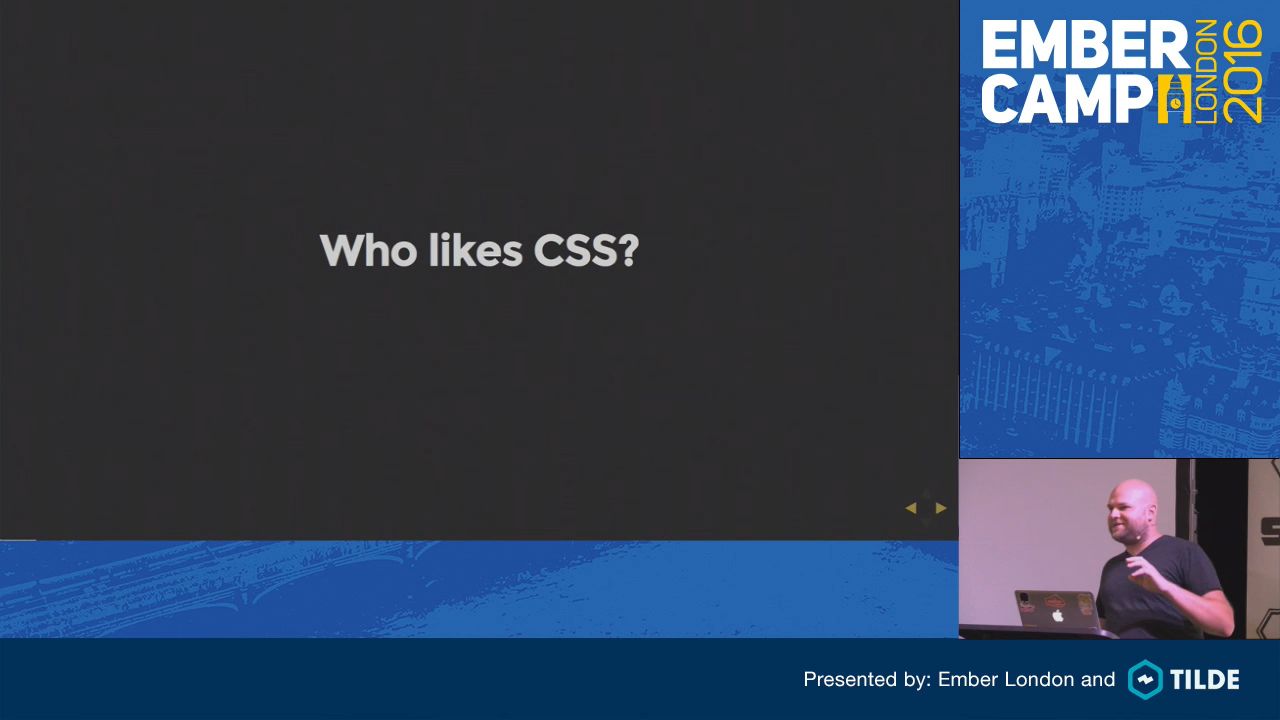 Who likes CSS?
EMBER
CAMP
LONDON
2016
Presented by: Ember London and
TILDE